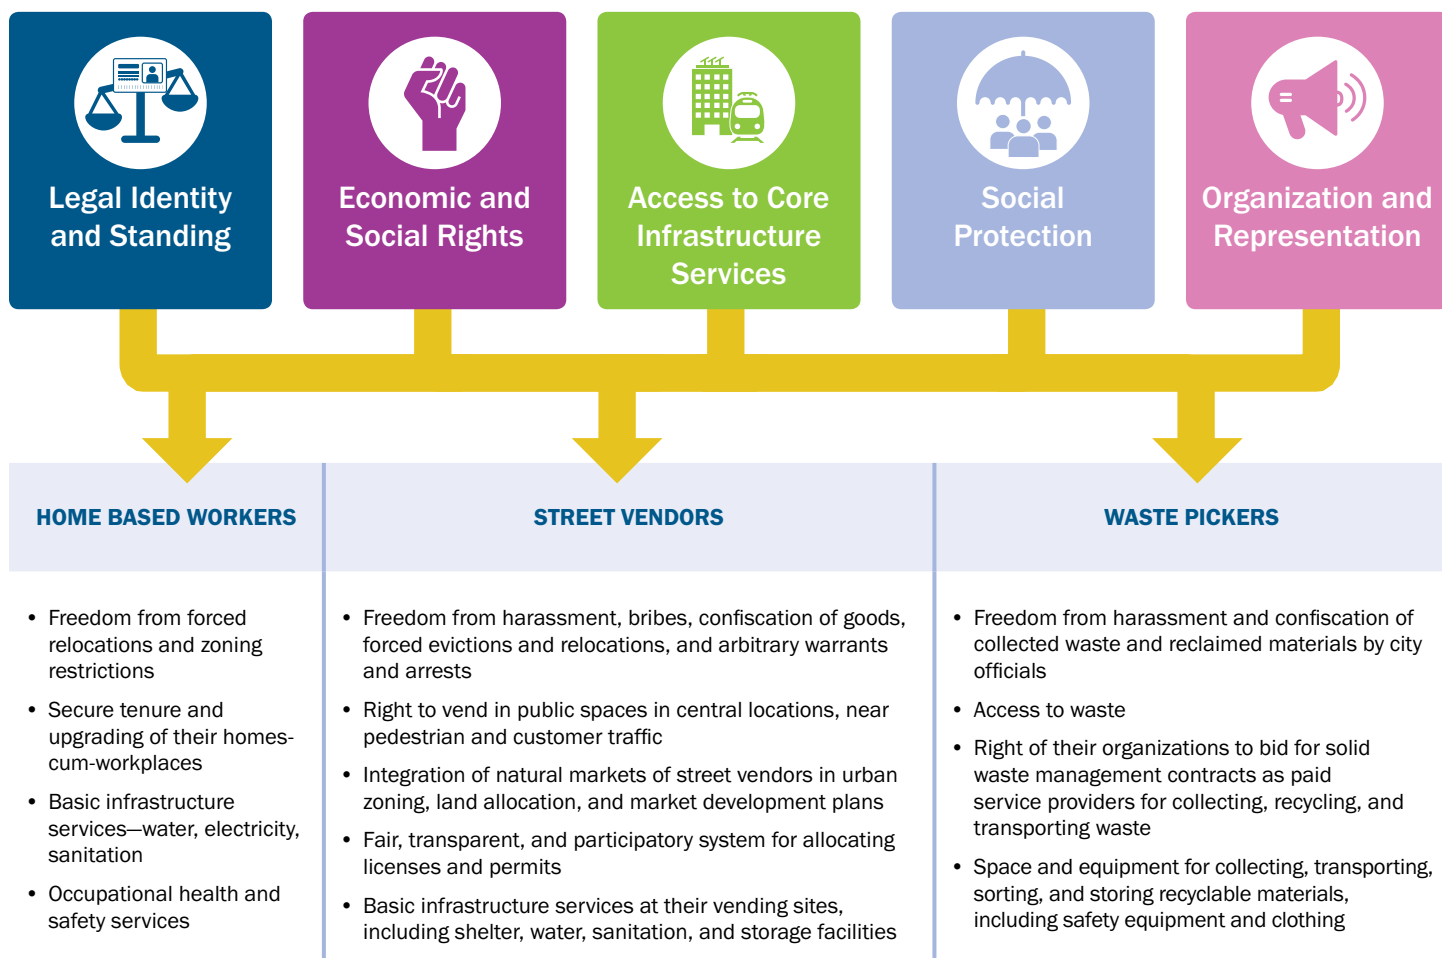 Legal Identity
and Standing
Economic and
Social Rights
Access to Core
Infrastructure
Services
Social
Protection
Organization and
Representation
HOME BASED WORKERS
• Freedom from forced
relocations and zoning
restrictions
• Secure tenure and
upgrading of their homes-
cum-workplaces
• Basic infrastructure
services—water, electricity,
sanitation
• Occupational health and
safety services
STREET VENDORS
• Freedom from harassment, bribes, confiscation of goods,
forced evictions and relocations, and arbitrary warrants
and arrests
• Right to vend in public spaces in central locations, near
pedestrian and customer traffic
• Integration of natural markets of street vendors in urban
zoning, land allocation, and market development plans
• Fair, transparent, and participatory system for allocating
licenses and permits
• Basic infrastructure services at their vending sites,
including shelter, water, sanitation, and storage facilities
WASTE PICKERS
• Freedom from harassment and confiscation of
collected waste and reclaimed materials by city
officials
• Access to waste
• Right of their organizations to bid for solid
waste management contracts as paid
service providers for collecting, recycling, and
transporting waste
• Space and equipment for collecting, transporting,
sorting, and storing recyclable materials,
including safety equipment and clothing